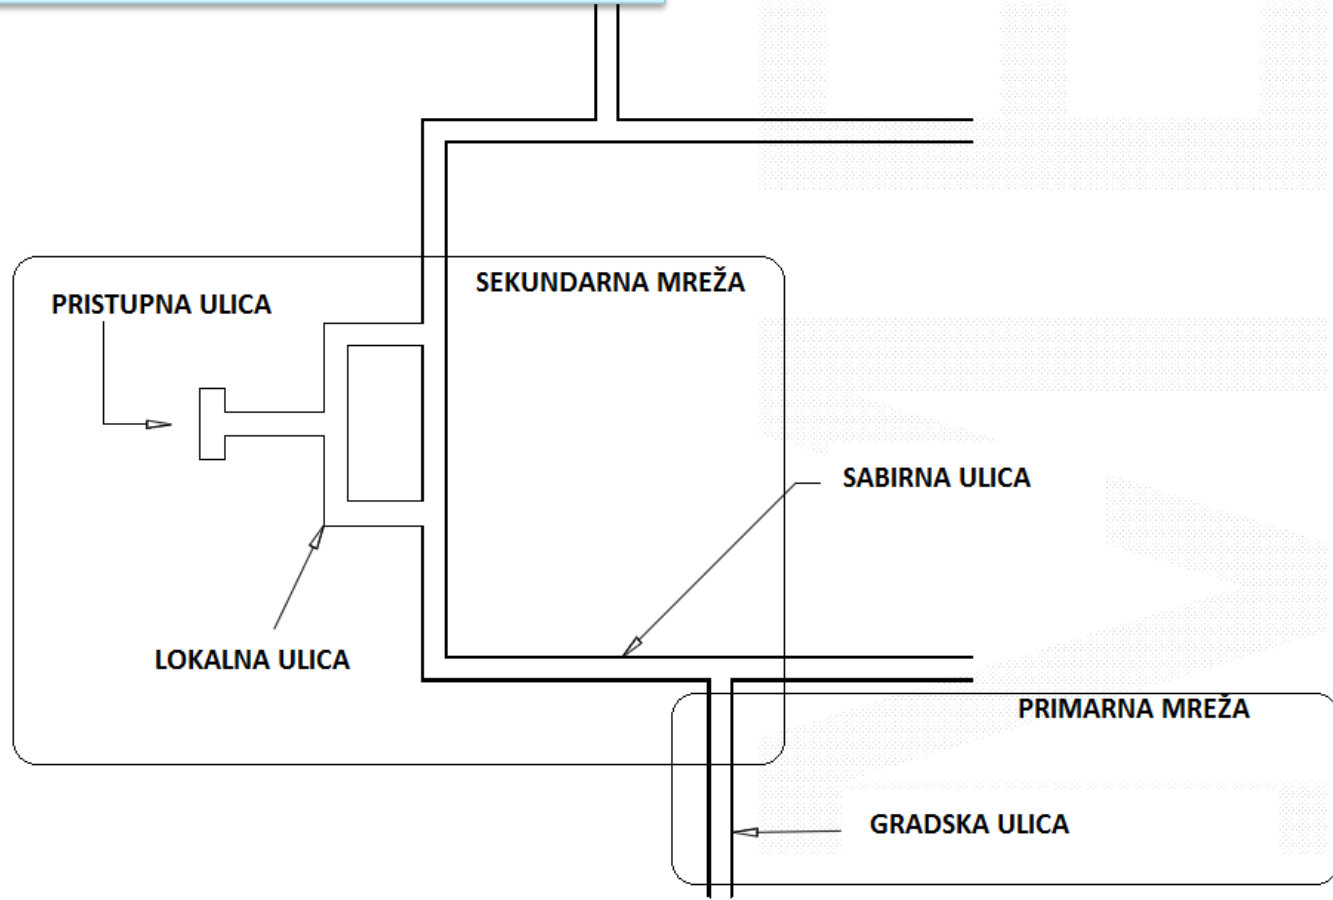 SEKUNDARNA MREŽA
PRISTUPNA ULICA
SABIRNA ULICA
LOKALNA ULICA
PRIMARNA MREŽA
GRADSKA ULICA